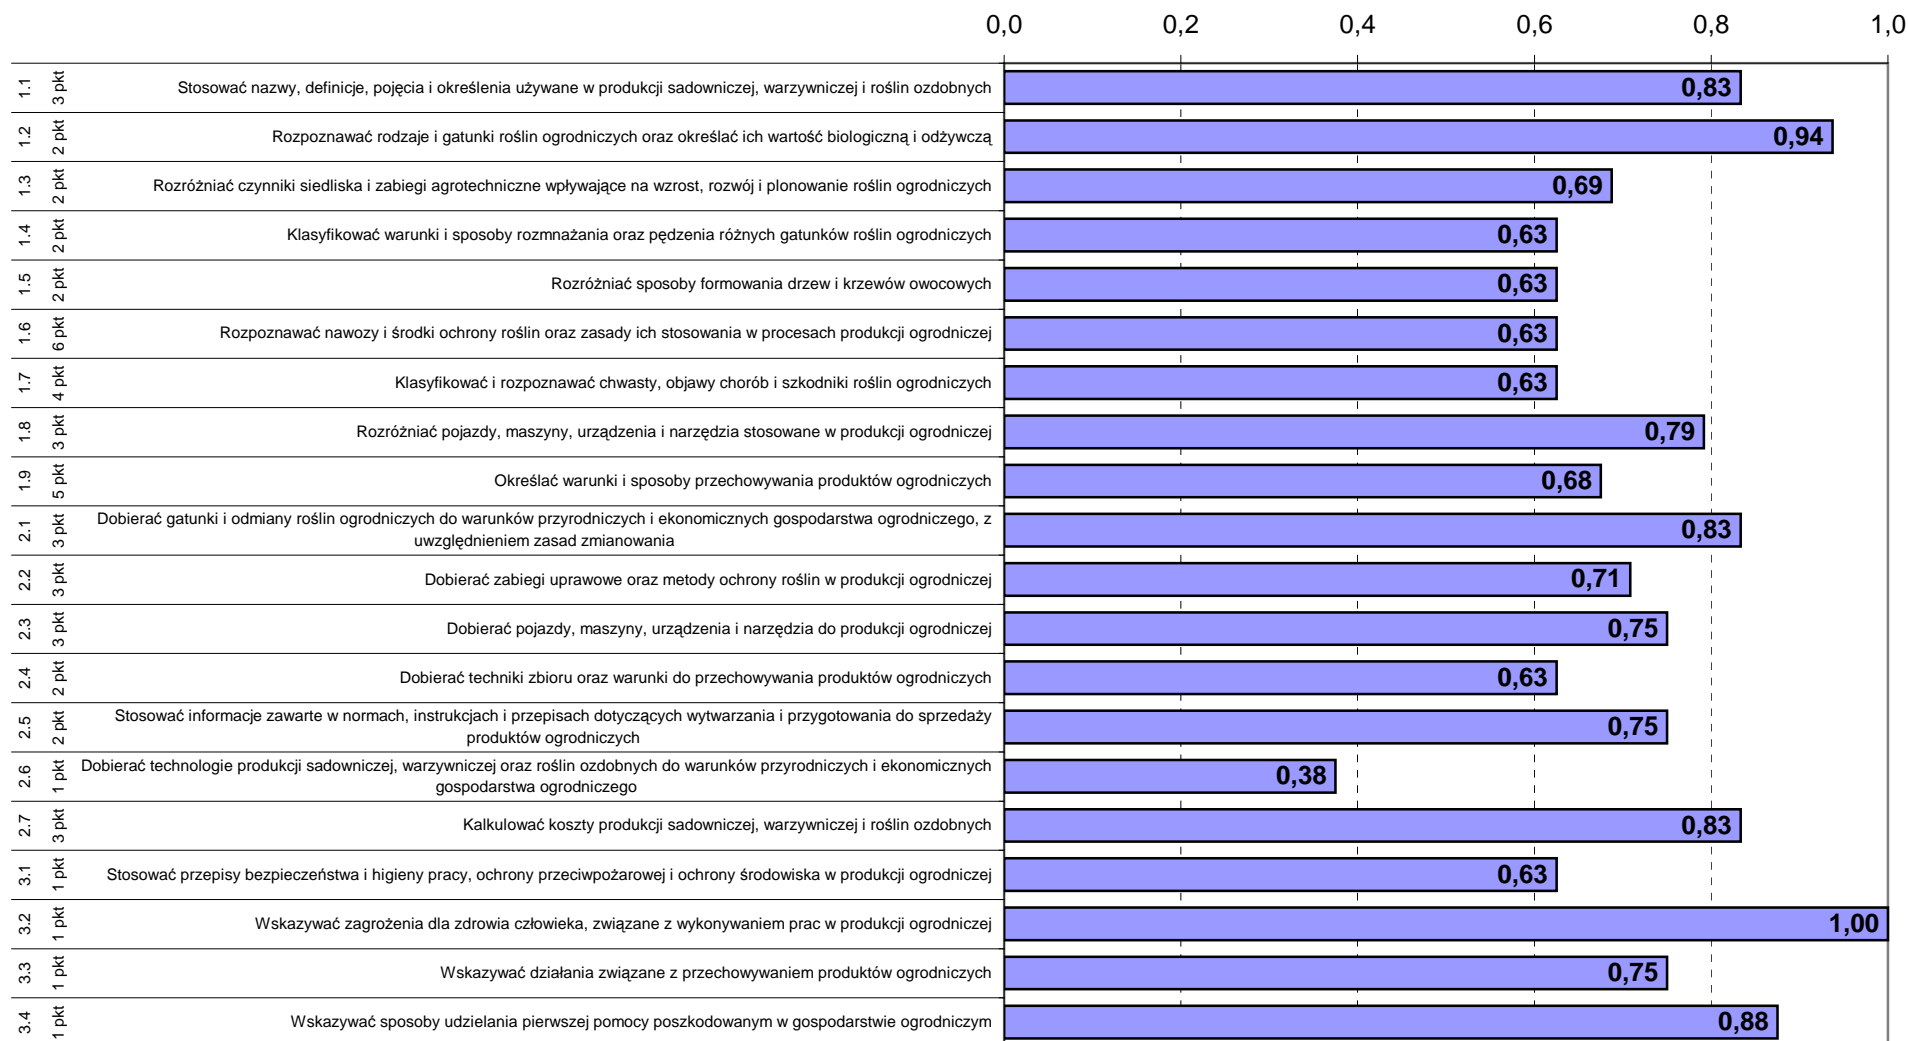 0,0 0,2 0,4 0,6 0,8 1,0
1.1 3 pkt Stosować nazwy, definicje, pojęcia i określenia używane w produkcji sadowniczej, warzywniczej i roślin ozdobnych 0,83
1.2 2 pkt Rozpoznawać rodzaje i gatunki roślin ogrodniczych oraz określać ich wartość biologiczną i odżywczą 0,94
1.3 2 pkt Rozróżniać czynniki siedliska i zabiegi agrotechniczne wpływające na wzrost, rozwój i plonowanie roślin ogrodniczych 0,69
1.4 2 pkt Klasyfikować warunki i sposoby rozmnażania oraz pędzenia różnych gatunków roślin ogrodniczych 0,63
1.5 2 pkt Rozróżniać sposoby formowania drzew i krzewów owocowych 0,63
1.6 6 pkt Rozpoznawać nawozy i środki ochrony roślin oraz zasady ich stosowania w procesach produkcji ogrodniczej 0,63
1.7 4 pkt Klasyfikować i rozpoznawać chwasty, objawy chorób i szkodniki roślin ogrodniczych 0,63
1.8 3 pkt Rozróżniać pojazdy, maszyny, urządzenia i narzędzia stosowane w produkcji ogrodniczej 0,79
1.9 5 pkt Określać warunki i sposoby przechowywania produktów ogrodniczych 0,68
2.1 3 pkt Dobierać gatunki i odmiany roślin ogrodniczych do warunków przyrodniczych i ekonomicznych gospodarstwa ogrodniczego, z
uwzględnieniem zasad zmianowania 0,83
2.2 3 pkt Dobierać zabiegi uprawowe oraz metody ochrony roślin w produkcji ogrodniczej 0,71
2.3 3 pkt Dobierać pojazdy, maszyny, urządzenia i narzędzia do produkcji ogrodniczej 0,75
2.4 2 pkt Dobierać techniki zbioru oraz warunki do przechowywania produktów ogrodniczych 0,63
2.5 2 pkt Stosować informacje zawarte w normach, instrukcjach i przepisach dotyczących wytwarzania i przygotowania do sprzedaży
produktów ogrodniczych 0,75
2.6 1 pkt Dobierać technologie produkcji sadowniczej, warzywniczej oraz roślin ozdobnych do warunków przyrodniczych i ekonomicznych
gospodarstwa ogrodniczego 0,38
2.7 3 pkt Kalkulować koszty produkcji sadowniczej, warzywniczej i roślin ozdobnych 0,83
3.1 1 pkt Stosować przepisy bezpieczeństwa i higieny pracy, ochrony przeciwpożarowej i ochrony środowiska w produkcji ogrodniczej 0,63
3.2 1 pkt Wskazywać zagrożenia dla zdrowia człowieka, związane z wykonywaniem prac w produkcji ogrodniczej 1,00
3.3 1 pkt Wskazywać działania związane z przechowywaniem produktów ogrodniczych 0,75
3.4 1 pkt Wskazywać sposoby udzielania pierwszej pomocy poszkodowanym w gospodarstwie ogrodniczym 0,88